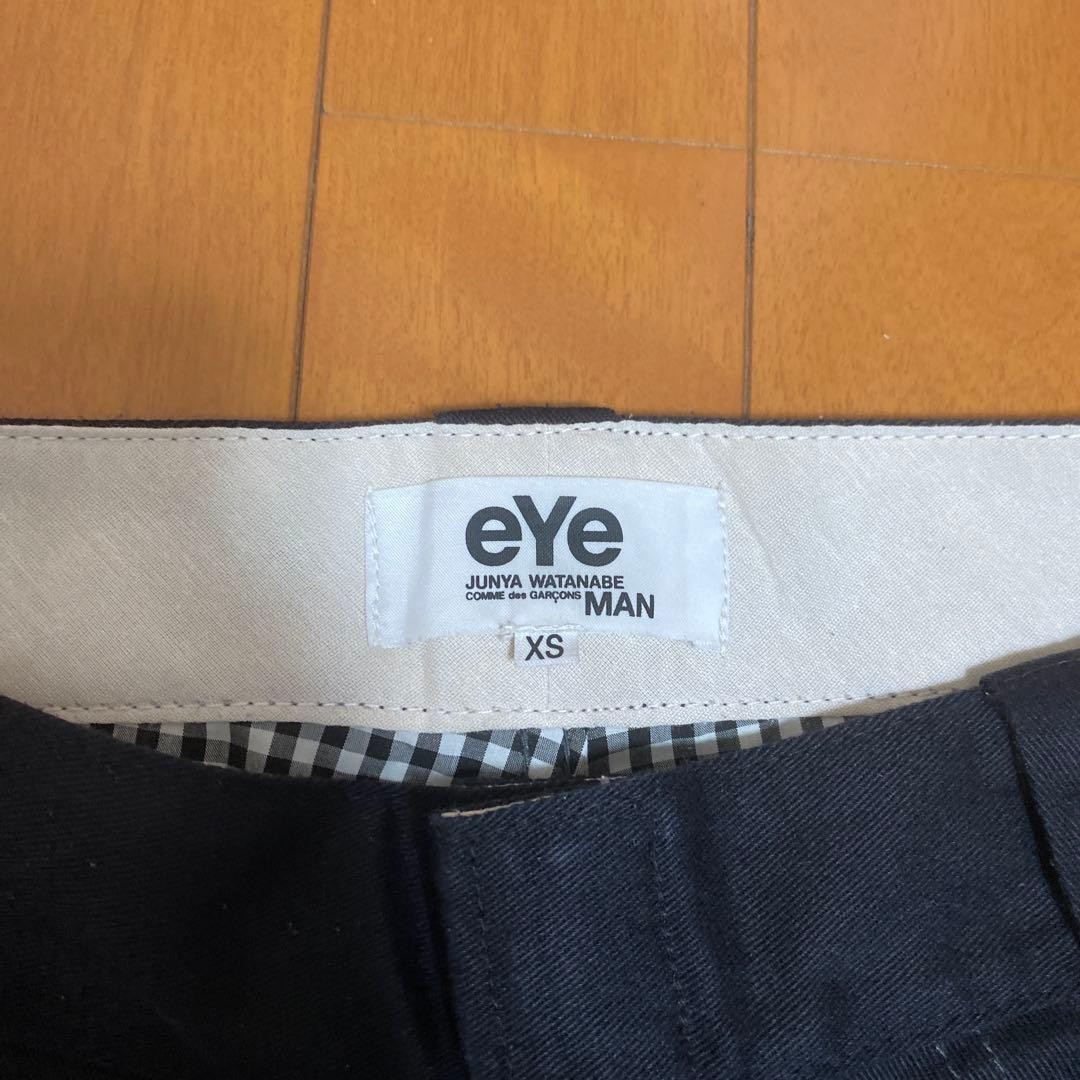 eYe
JUNYA WATANABE
COMME des GARÇONS MAN
XS